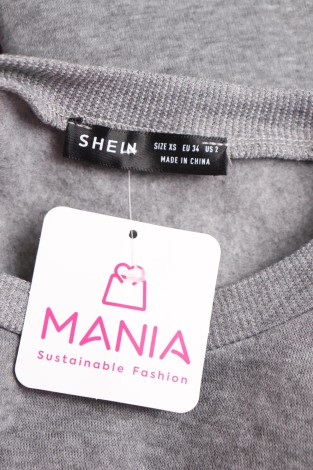 SHEIN
SIZE XS EU 34 US 2
MADE IN CHINA
MANIA
Sustainable Fashion